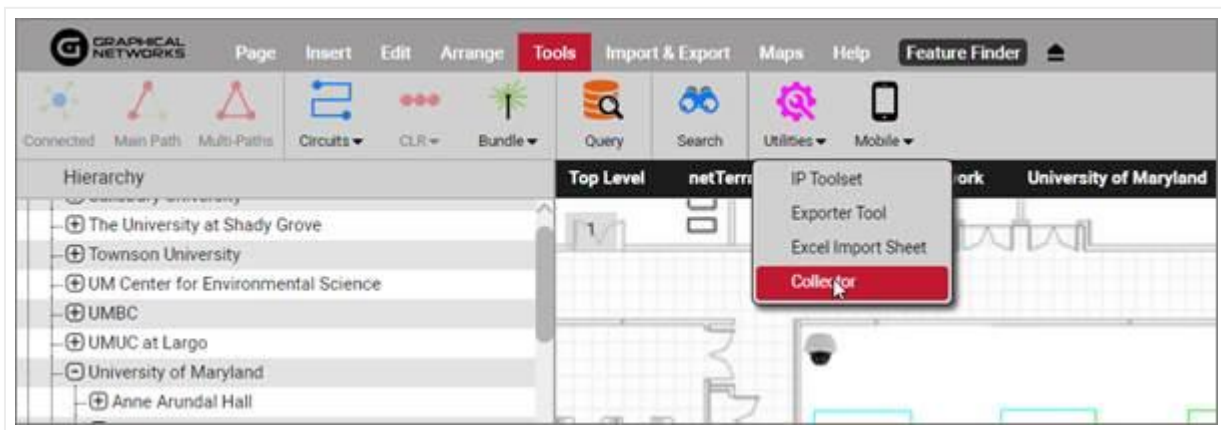 GRAPHICAL NETWORKS Page Insert Edit Arrange Tools Import & Export Maps Help Feature Finder
Connected Main Path Multi-Paths Circuits CLR Bundle Query Search Utilities Mobile
Hierarchy Top Level University of Maryland
IP Toolset
The University at Shady Grove 1
Exporter Tool
Townson University
Excel Import Sheet
UM Center for Environmental Science
Collector
UMBC
UMUC at Largo
University of Maryland
Anne Arundal Hall